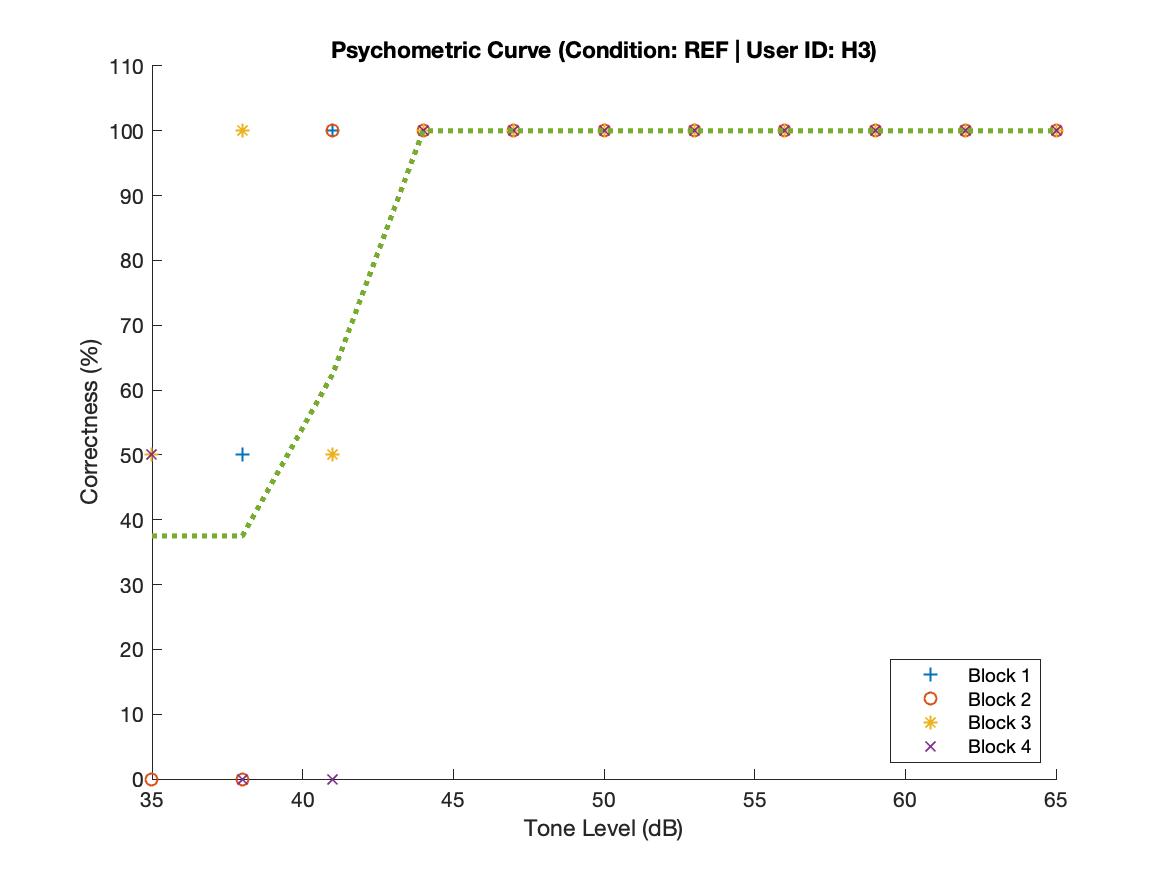 Psychometric Curve (Condition: REF | User ID: H3)
110
100
90
80
70
60
50
40
30
20
10
0
Correctness (%)
35 40 45 50 55 60 65
Tone Level (dB)
Block 1
Block 2
Block 3
Block 4